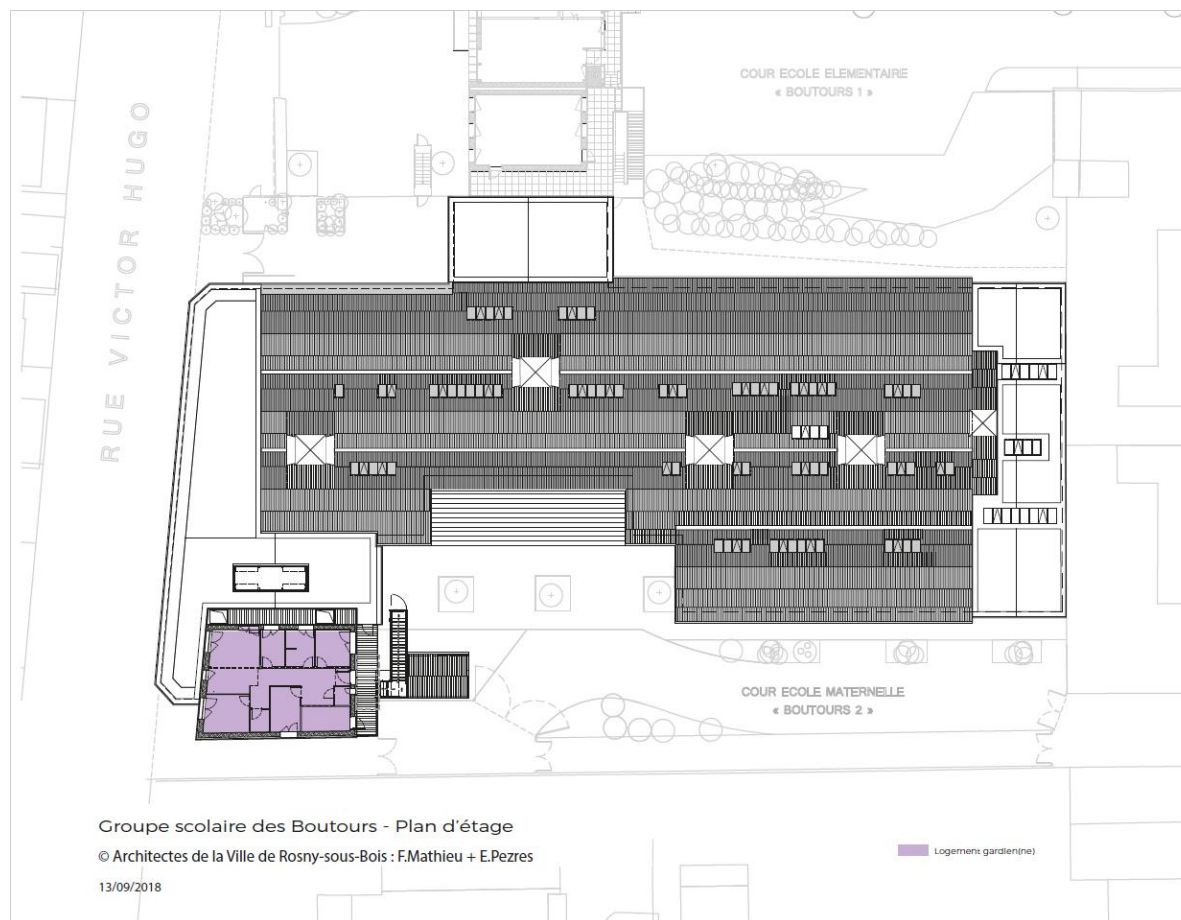 COUR ECOLE ELEMENTAIRE
« BOUTOURS 1 »
RUE VICTOR HUGO
COUR ECOLE MATERNELLE
« BOUTOURS 2 »
Groupe scolaire des Boutours - Plan d'étage
© Architectes de la Ville de Rosny-sous-Bois : F.Mathieu + E.Pezres
13/09/2018
Logement gardien(ne)